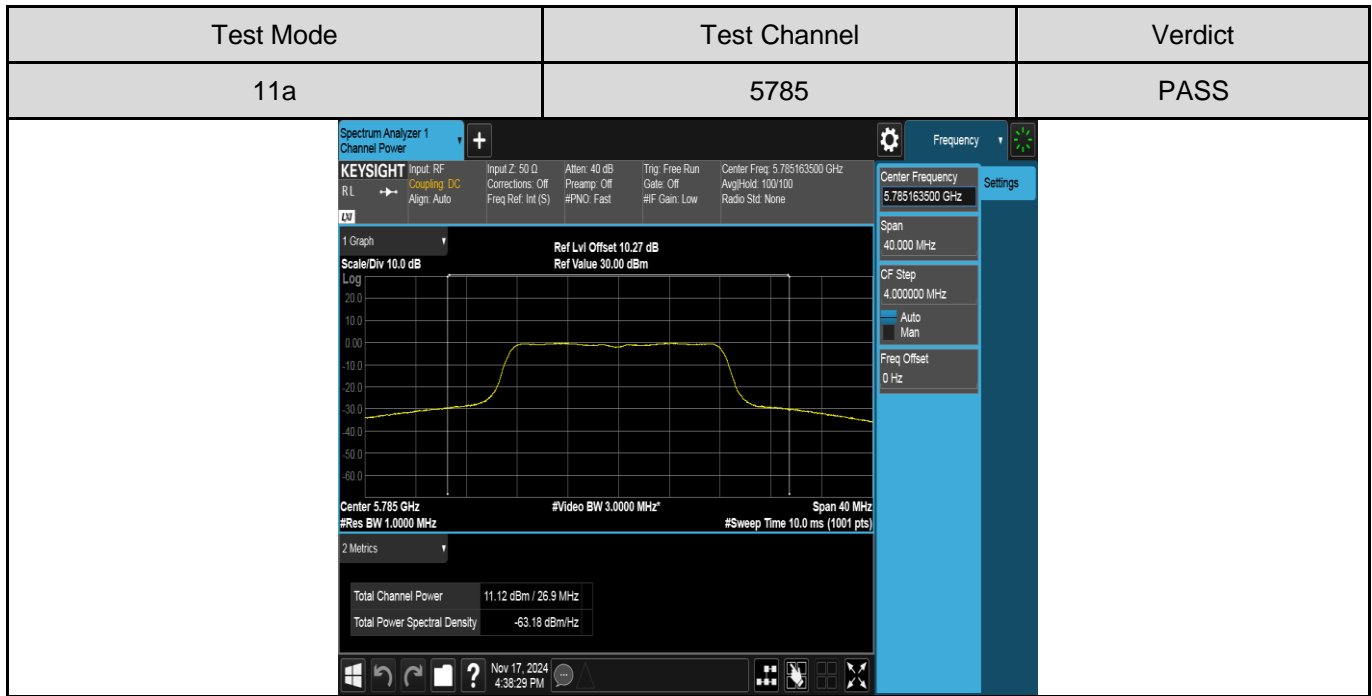 Test Mode Test Channel Verdict
11a 5785 PASS
Spectrum Analyzer 1
Channel Power
+
Frequency
KEYSIGHT Input: RF Input Z: 50 Ω Atten: 40 dB Trig: Free Run Center Freq: 5.785163500 GHz
RL Coupling: DC Corrections: Off Preamp: Off Gate: Off Avg|Hold: 100/100
Align: Auto Freq Ref: Int (S) #PNO: Fast #IF Gain: Low Radio Std: None
LXI
Center Frequency
5.785163500 GHz
Settings
Span
40.000 MHz
CF Step
4.000000 MHz
Auto
Man
Freq Offset
0 Hz
1 Graph
Ref Lvl Offset 10.27 dB
Scale/Div 10.0 dB Ref Value 30.00 dBm
Log
20.0
10.0
0.00
-10.0
-20.0
-30.0
-40.0
-50.0
-60.0
Center 5.785 GHz #Video BW 3.0000 MHz* Span 40 MHz
#Res BW 1.0000 MHz #Sweep Time 10.0 ms (1001 pts)
2 Metrics
Total Channel Power 11.12 dBm / 26.9 MHz
Total Power Spectral Density -63.18 dBm/Hz
? Nov 17, 2024
4:38:29 PM